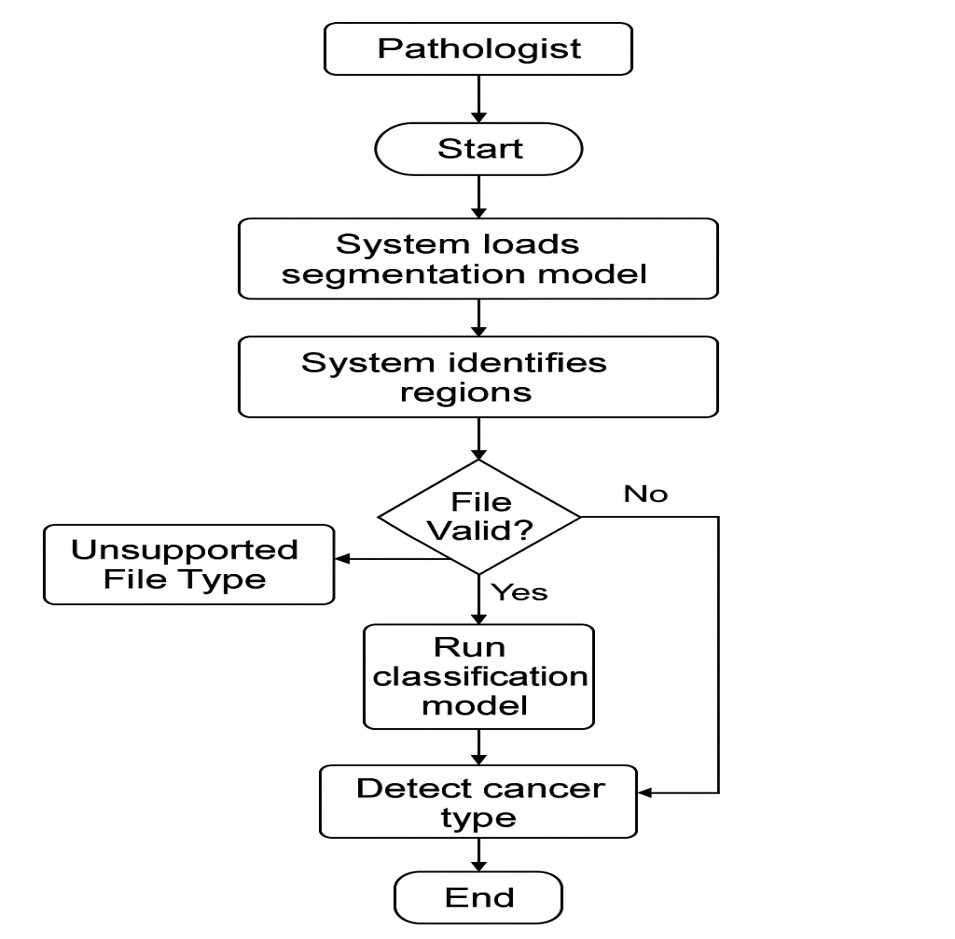 Pathologist
Start
System loads
segmentation model
System identifies
regions
File
Valid?
No
Unsupported
File Type
Yes
Run
classification
model
Detect cancer
type
End